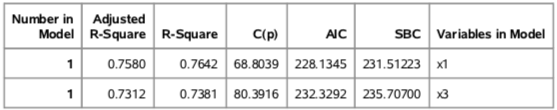 Number in Model Adjusted R-Square R-Square C(p) AIC SBC Variables in Model
1 0.7580 0.7642 68.8039 228.1345 231.51223 x1
1 0.7312 0.7381 80.3916 232.3292 235.70700 x3